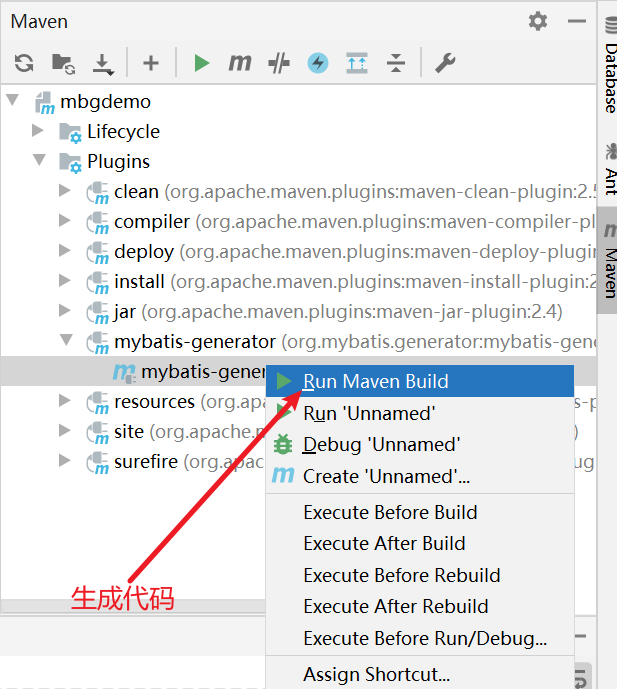 Maven
mbgdemo
Lifecycle
Plugins
clean (org.apache.maven.plugins:maven-clean-plugin:2.5
compiler (org.apache.maven.plugins:maven-compiler-pl
deploy (org.apache.maven.plugins:maven-deploy-plugin
install (org.apache.maven.plugins:maven-install-plugin:2
jar (org.apache.maven.plugins:maven-jar-plugin:2.4)
mybatis-generator (org.mybatis.generator:mybatis-gene
mybatis-gener
resources (org.a
site (org.apache.m
surefire (org.ap
Run Maven Build
Run 'Unnamed'
Debug 'Unnamed'
Create 'Unnamed'...
Execute Before Build
Execute After Build
Execute Before Rebuild
Execute After Rebuild
Execute Before Run/Debug...
Assign Shortcut...
生成代码
Database
Ant
Maven